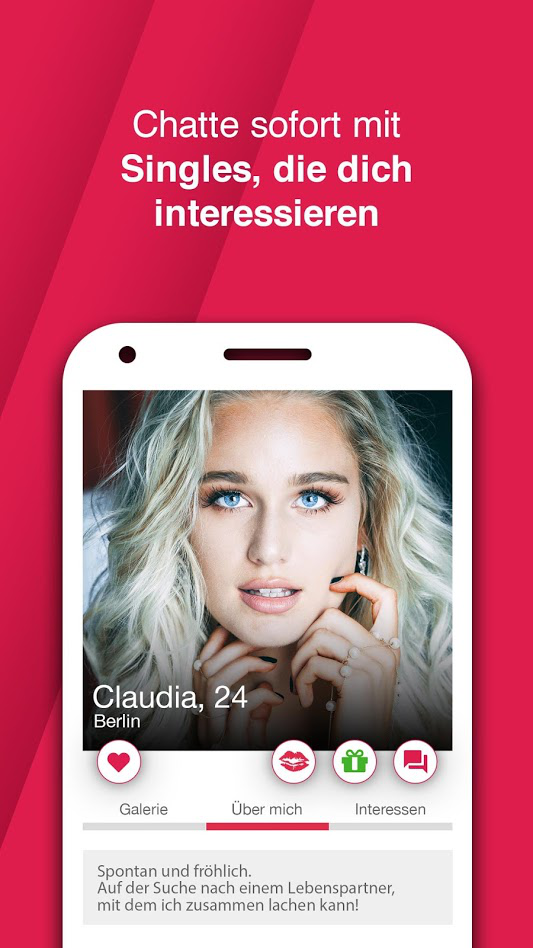 Chatte sofort mit
Singles, die dich
interessieren
Claudia, 24
Berlin
Galerie
Über mich
Interessen
Spontan und fröhlich.
Auf der Suche nach einem Lebenspartner,
mit dem ich zusammen lachen kann!